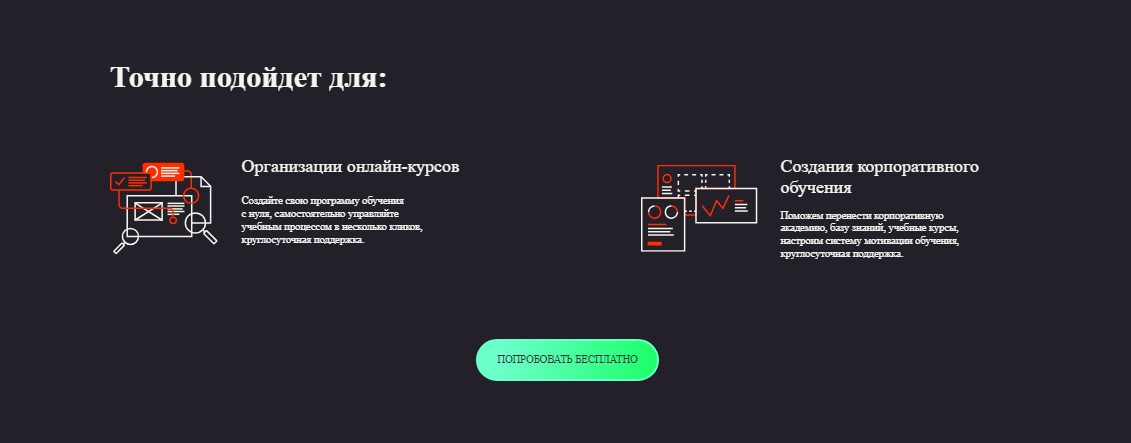 Точно подойдет для:
Организации онлайн-курсов
Создайте свою программу обучения
с нуля, самостоятельно управляйте
учебным процессом в несколько кликов,
круглосуточная поддержка.
Создания корпоративного
обучения
Поможем перенести корпоративную
академию, базу знаний, учебные курсы,
настроим систему мотивации обучения,
круглосуточная поддержка.
ПОПРОБОВАТЬ БЕСПЛАТНО